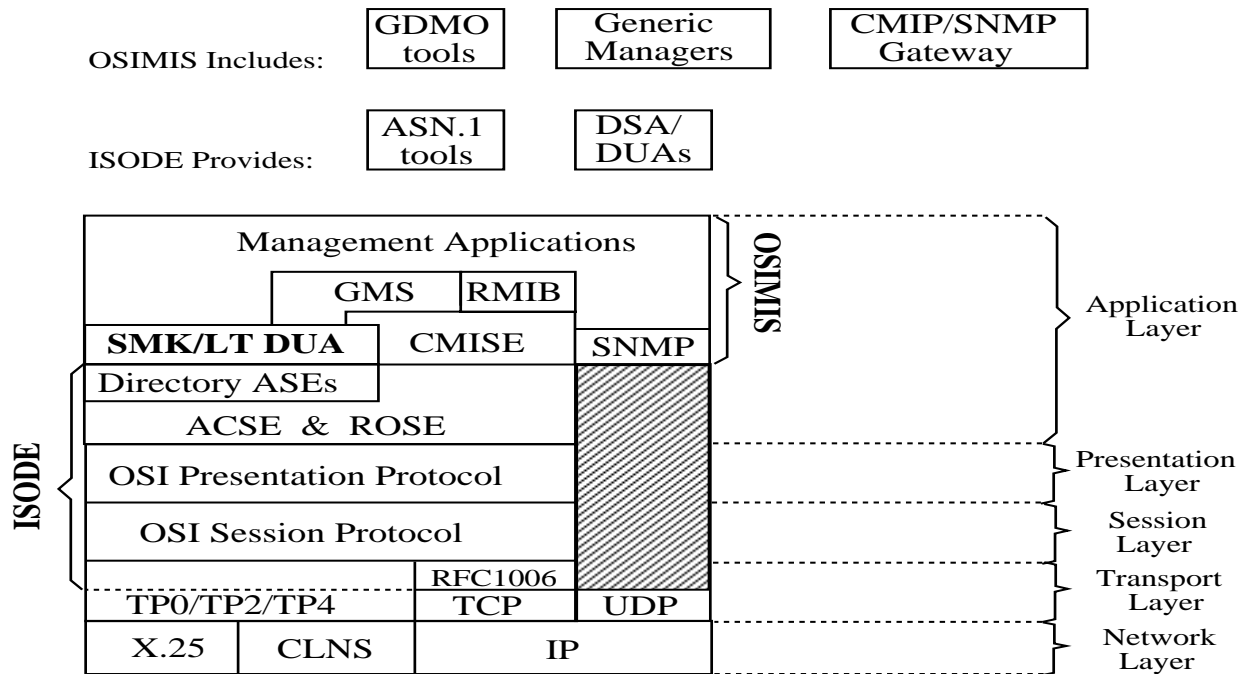 OSIMIS Includes:
GDMO
tools
Generic
Managers
CMIP/SNMP
Gateway
ISODE Provides:
ASN.1
tools
DSA/
DUAs
Management Applications
GMS
RMIB
SMK/LT DUA
CMISE
SNMP
Directory ASEs
ACSE & ROSE
OSI Presentation Protocol
OSI Session Protocol
RFC1006
TP0/TP2/TP4
TCP
UDP
X.25
CLNS
IP
ISODE
OSIMIS
Application
Layer
Presentation
Layer
Session
Layer
Transport
Layer
Network
Layer